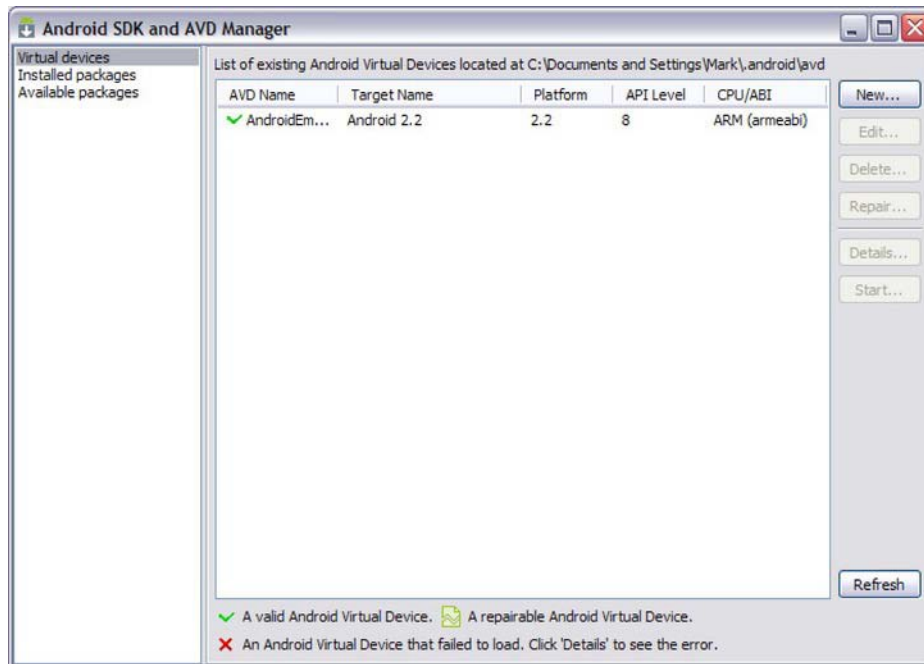 Android SDK and AVD Manager
Virtual devices
Installed packages
Available packages
List of existing Android Virtual Devices located at C:\Documents and Settings\Mark\.android\avd
AVD Name Target Name Platform API Level CPU/ABI
AndroidEm... Android 2.2 2.2 8 ARM (armeabi)
New...
Edit...
Delete...
Repair...
Details...
Start...
Refresh
A valid Android Virtual Device. A repairable Android Virtual Device.
An Android Virtual Device that failed to load. Click 'Details' to see the error.